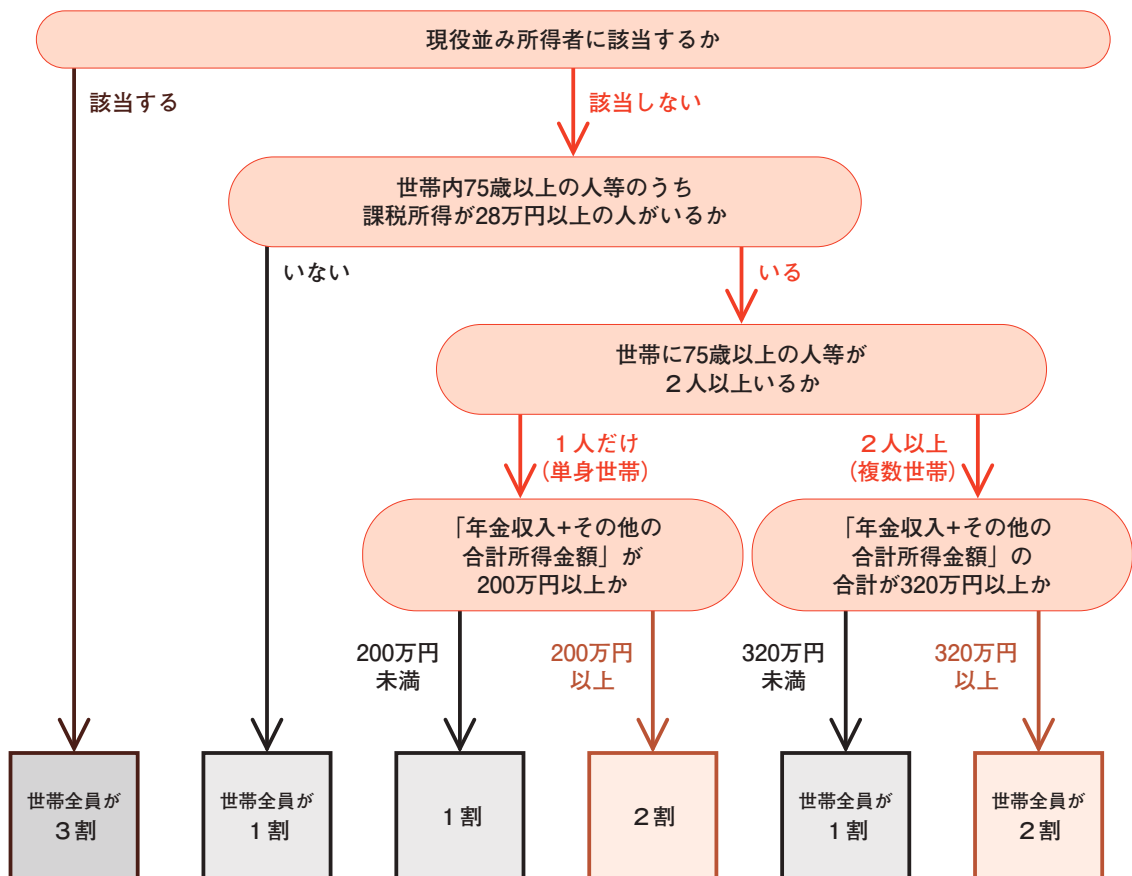 現役並み所得者に該当するか
該当する
該当しない
世帯内75歳以上の人等のうち
課税所得が28万円以上の人がいるか
いない
いる
世帯に75歳以上の人等が
２人以上いるか
１人だけ
(単身世帯)
２人以上
(複数世帯)
「年金収入+その他の
合計所得金額」が
200万円以上か
「年金収入+その他の
合計所得金額」の
合計が320万円以上か
200万円
未満
200万円
以上
320万円
未満
320万円
以上
世帯全員が
３割
世帯全員が
１割
１割
２割
世帯全員が
１割
世帯全員が
２割